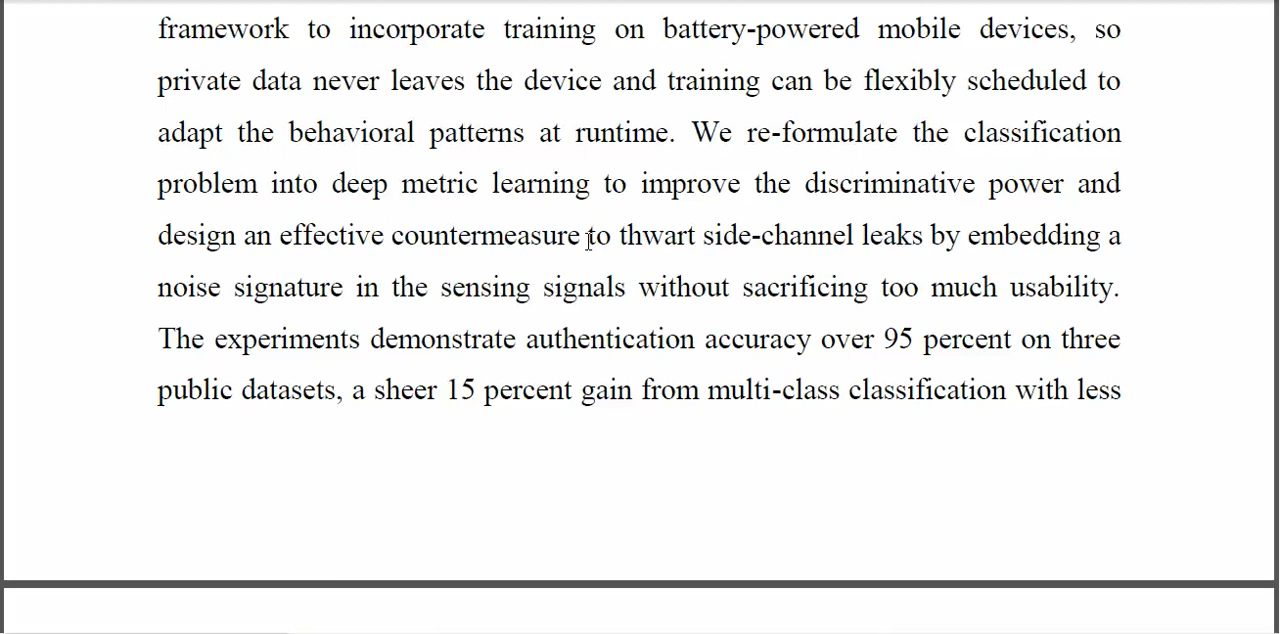 framework to incorporate training on battery-powered mobile devices, so
private data never leaves the device and training can be flexibly scheduled to
adapt the behavioral patterns at runtime. We re-formulate the classification
problem into deep metric learning to improve the discriminative power and
design an effective countermeasure to thwart side-channel leaks by embedding a
noise signature in the sensing signals without sacrificing too much usability.
The experiments demonstrate authentication accuracy over 95 percent on three
public datasets, a sheer 15 percent gain from multi-class classification with less